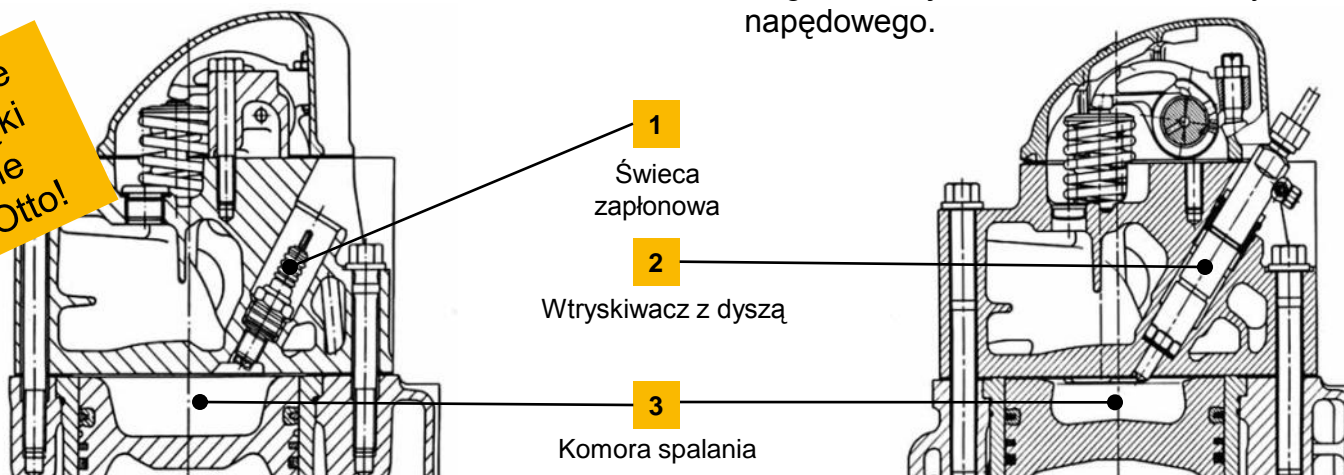 napędowego.
Otto!
1
Świeca
zapłonowa
2
Wtryskiwacz z dyszą
3
Komora spalania